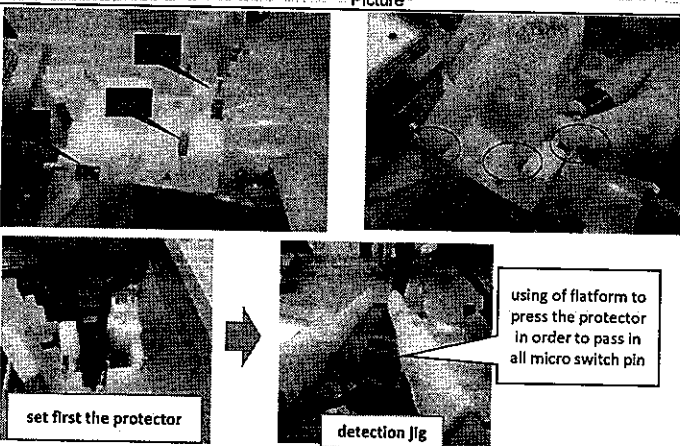 Picture
set first the protector
detection Jig
using of flatform to
press the protector
in order to pass in
all micro switch pin